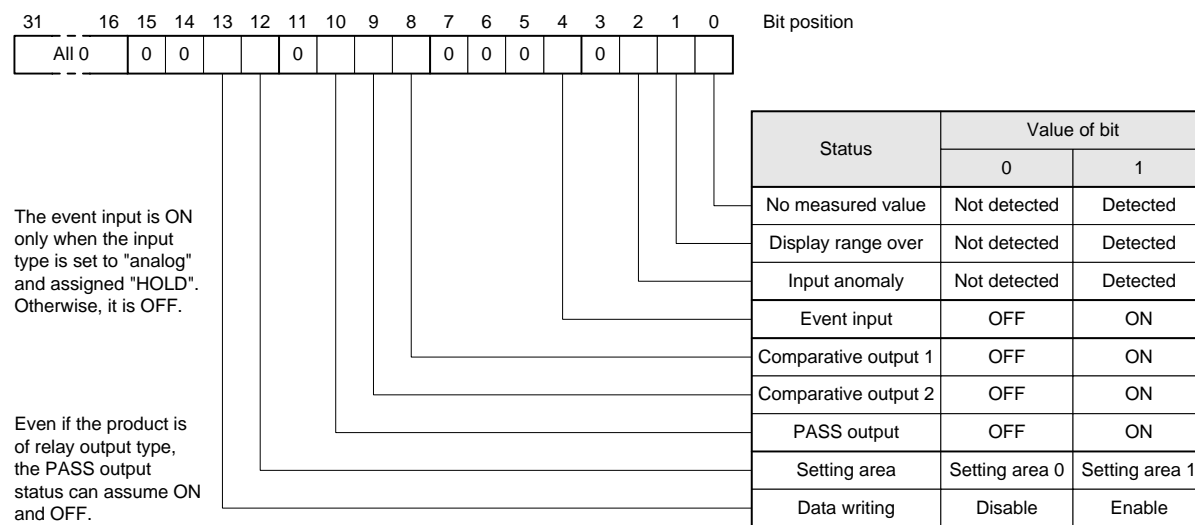 31 16 15 14 13 12 11 10 9 8 7 6 5 4 3 2 1 0 Bit position
All 0 0 0 0 0 0 0 0
Status Value of bit
0 1
No measured value Not detected Detected
Display range over Not detected Detected
Input anomaly Not detected Detected
Event input OFF ON
Comparative output 1 OFF ON
Comparative output 2 OFF ON
PASS output OFF ON
Setting area Setting area 0 Setting area 1
Data writing Disable Enable
The event input is ON
only when the input
type is set to "analog"
and assigned "HOLD".
Otherwise, it is OFF.
Even if the product is
of relay output type,
the PASS output
status can assume ON
and OFF.